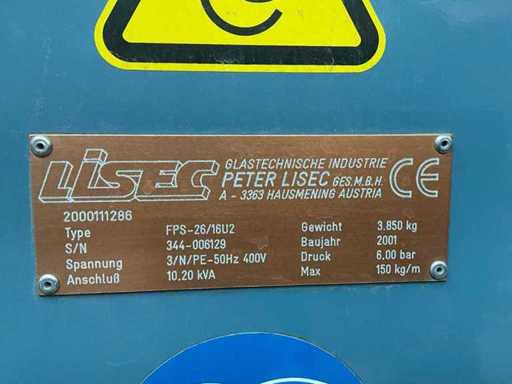 LISEC
GLASTECHNISCHE INDUSTRIE
PETER LISEC GES.M.B.H.
A - 3363 HAUSMENING AUSTRIA
CE
2000111286
Type FPS-26/16U2 Gewicht 3.850 kg
S/N 344-006129 Baujahr 2001
Spannung 3/N/PE-50Hz 400V Druck 6,00 bar
Anschluß 10.20 kVA Max 150 kg/m